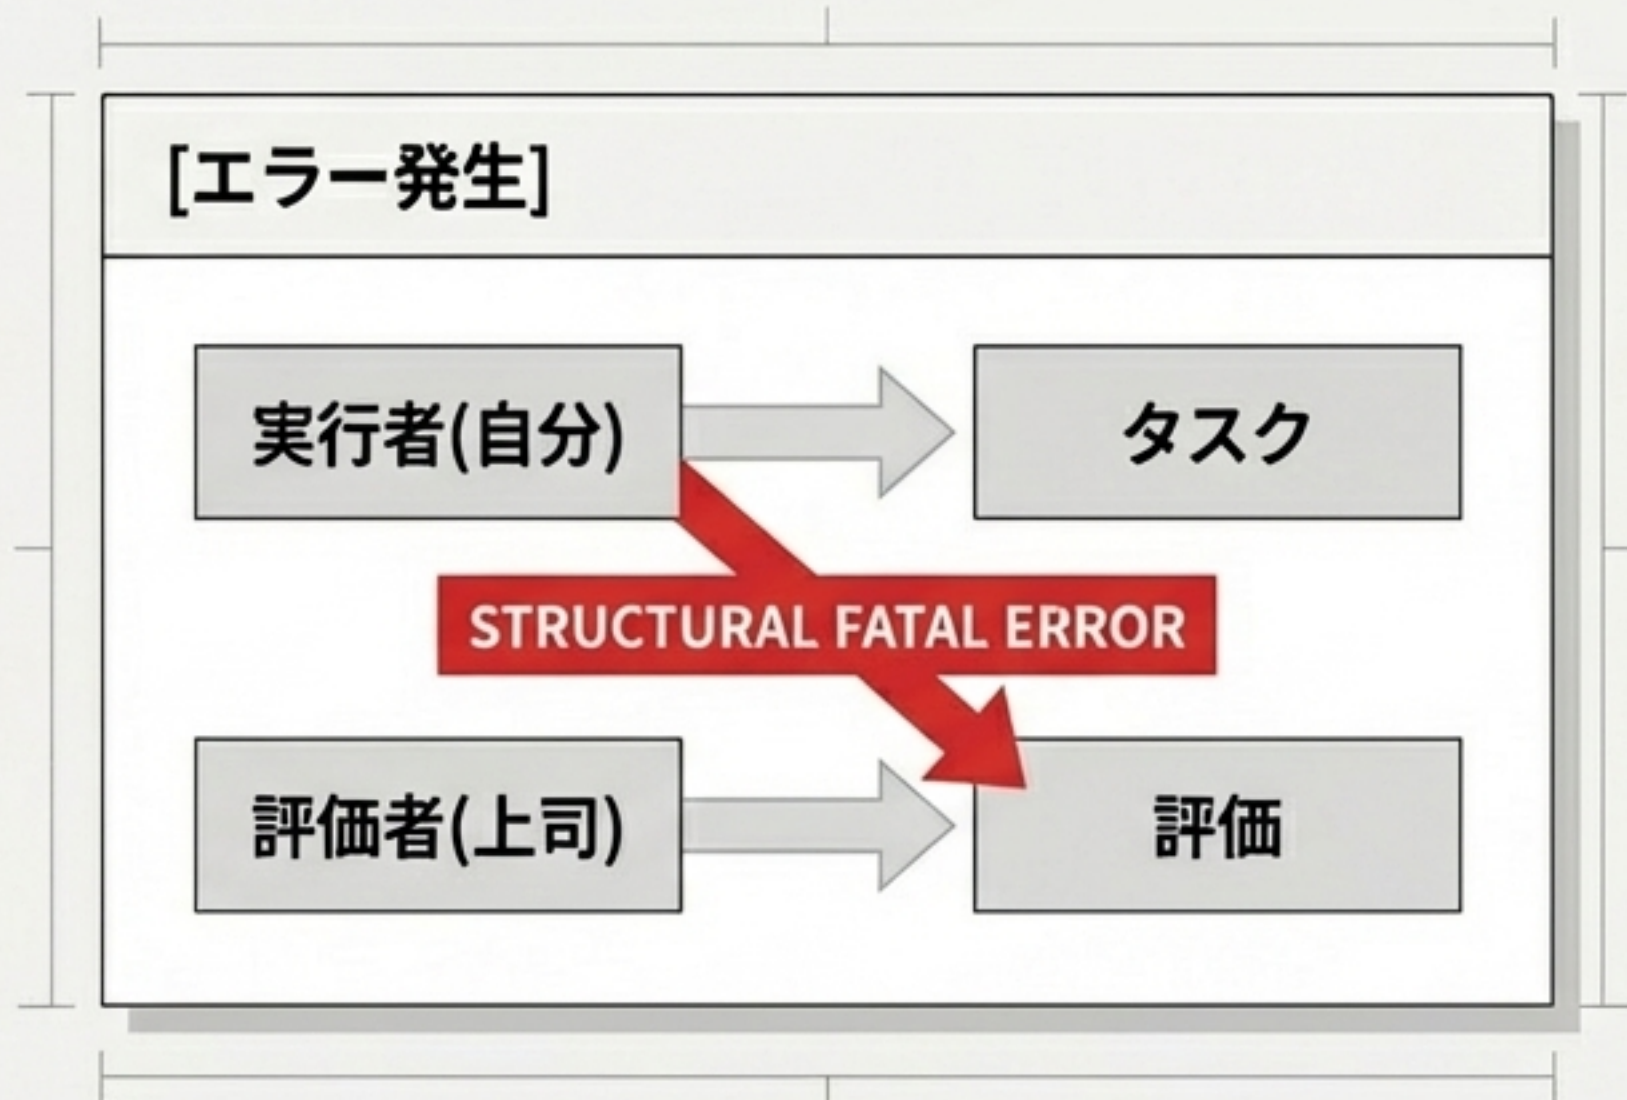 [エラー発生]
実行者(自分)
タスク
STRUCTURAL FATAL ERROR
評価者(上司)
評価